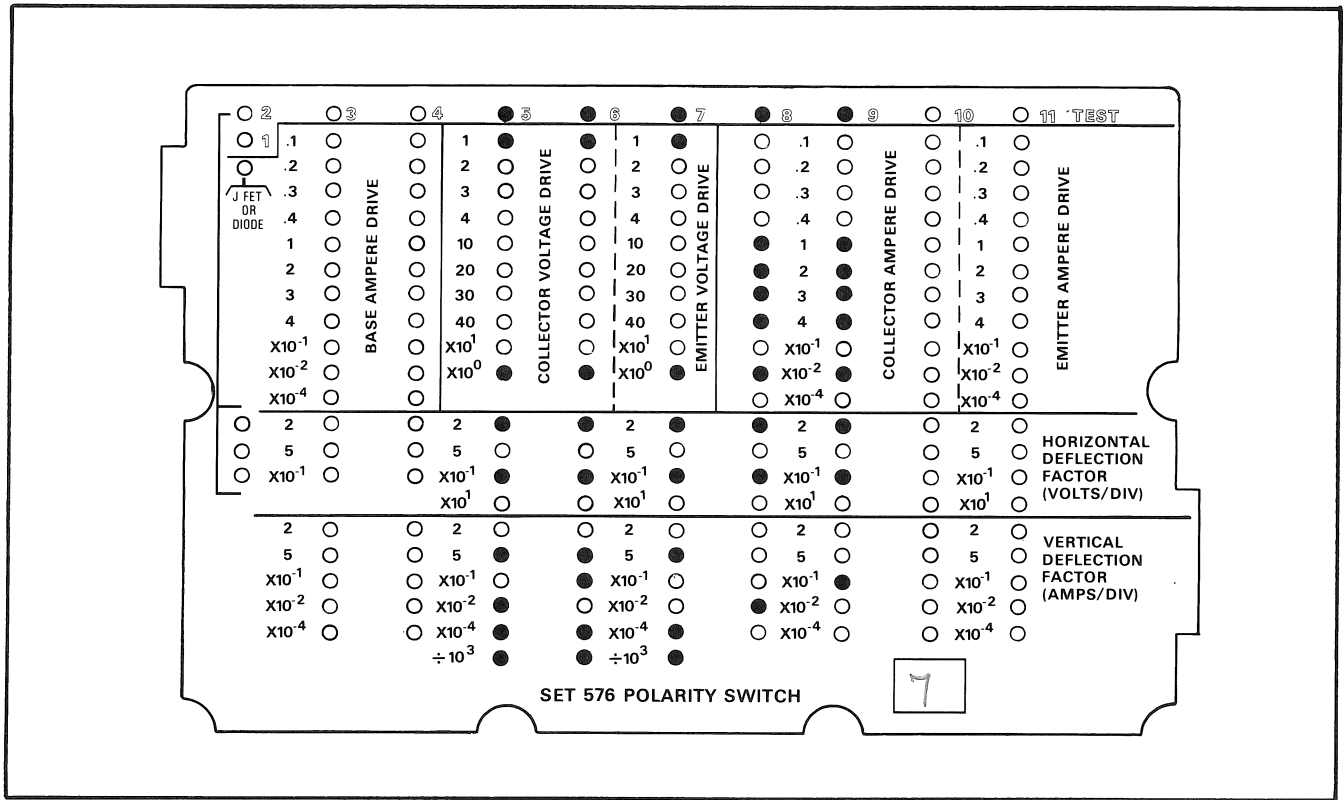 2 3 4 5 6 7 8 9 10 11 TEST
1 .1 1 1 .1 .1
.2 2 2 .2 .2
J FET
OR
DIODE
.3 3 3 .3 .3
.4 4 4 .4 .4
1 10 10 1 1
2 20 20 2 2
3 30 30 3 3
4 40 40 4 4
X10⁻¹ X10¹ X10¹ X10⁻¹ X10⁻¹
X10⁻² X10⁰ X10⁰ X10⁻² X10⁻²
X10⁻⁴ X10⁻⁴ X10⁻⁴
BASE AMPERE DRIVE
COLLECTOR VOLTAGE DRIVE
EMITTER VOLTAGE DRIVE
COLLECTOR AMPERE DRIVE
EMITTER AMPERE DRIVE
2 2 2 2 2
5 5 5 5 5
X10⁻¹ X10⁻¹ X10⁻¹ X10⁻¹ X10⁻¹
X10¹ X10¹ X10¹ X10¹
HORIZONTAL
DEFLECTION
FACTOR
(VOLTS/DIV)
2 2 2 2 2
5 5 5 5 5
X10⁻¹ X10⁻¹ X10⁻¹ X10⁻¹ X10⁻¹
X10⁻² X10⁻² X10⁻² X10⁻² X10⁻²
X10⁻⁴ X10⁻⁴ X10⁻⁴ X10⁻⁴ X10⁻⁴
÷10³ ÷10³
VERTICAL
DEFLECTION
FACTOR
(AMPS/DIV)
SET 576 POLARITY SWITCH
7